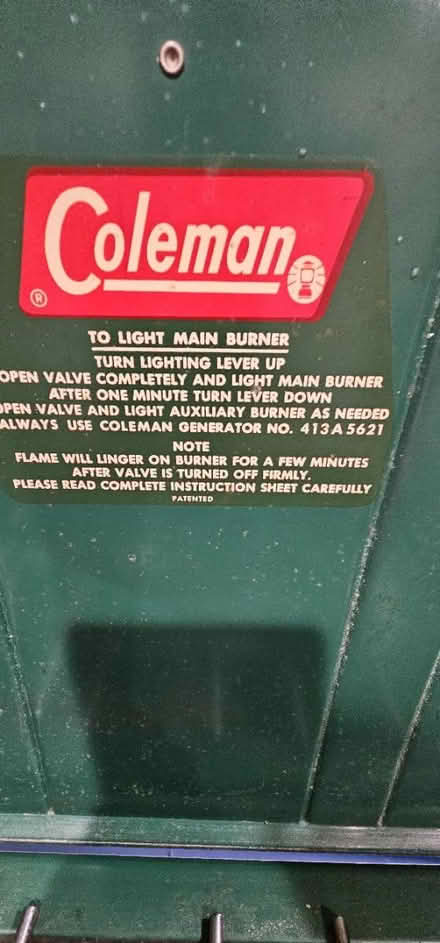 Coleman
®
TO LIGHT MAIN BURNER
TURN LIGHTING LEVER UP
OPEN VALVE COMPLETELY AND LIGHT MAIN BURNER
AFTER ONE MINUTE TURN LEVER DOWN
OPEN VALVE AND LIGHT AUXILIARY BURNER AS NEEDED
ALWAYS USE COLEMAN GENERATOR NO. 413A5621
NOTE
FLAME WILL LINGER ON BURNER FOR A FEW MINUTES
AFTER VALVE IS TURNED OFF FIRMLY.
PLEASE READ COMPLETE INSTRUCTION SHEET CAREFULLY
PATENTED